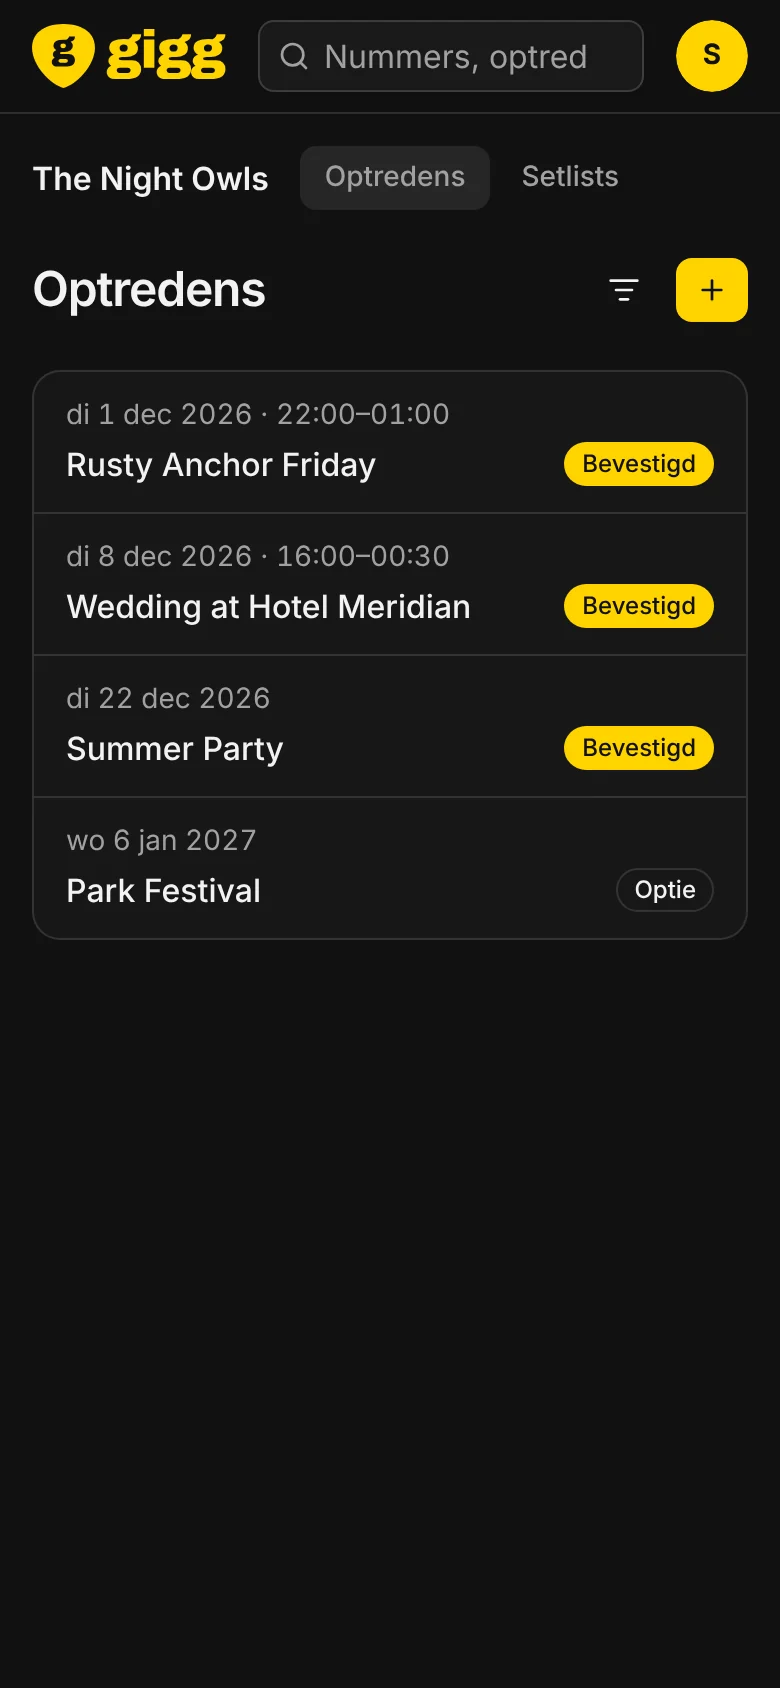 g gigg
Nummers, optred
S
The Night Owls
Optredens
Setlists
Optredens
di 1 dec 2026 · 22:00–01:00
Rusty Anchor Friday
Bevestigd
di 8 dec 2026 · 16:00–00:30
Wedding at Hotel Meridian
Bevestigd
di 22 dec 2026
Summer Party
Bevestigd
wo 6 jan 2027
Park Festival
Optie